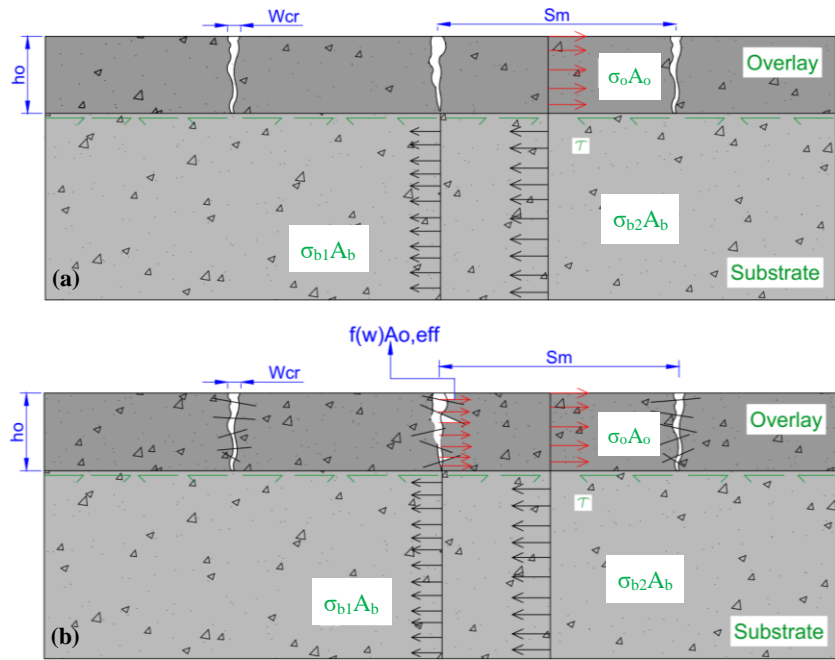 Wcr
Sm
ho
σoAo
Overlay
τ
σb1Ab
σb2Ab
(a)
Substrate
f(w)Ao,eff
Wcr
Sm
ho
σoAo
Overlay
τ
σb1Ab
σb2Ab
(b)
Substrate